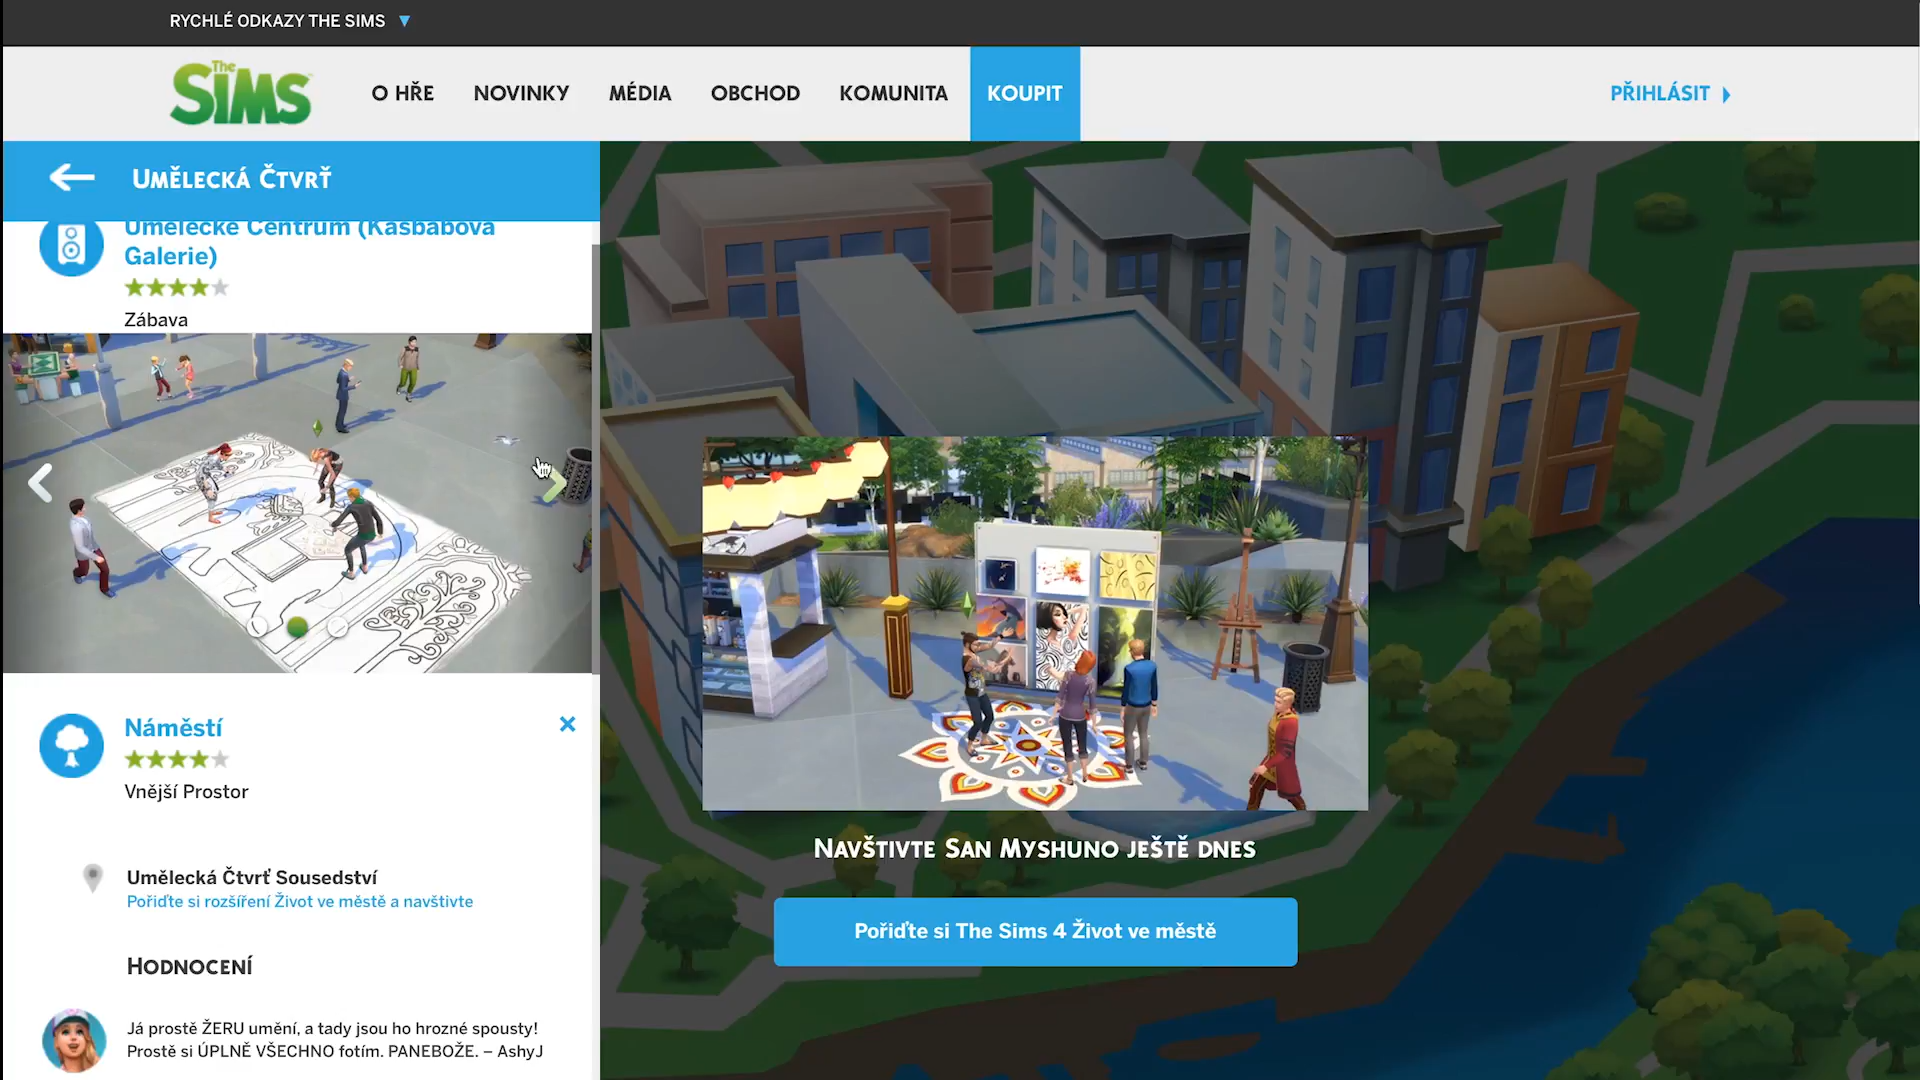 RYCHLÉ ODKAZY THE SIMS
The SIMS
O HŘE
NOVINKY
MÉDIA
OBCHOD
KOMUNITA
KOUPIT
PŘIHLÁSIT
UMĚLECKÁ ČTVRŤ
Umělecké Centrum (Kasbabova
Galerie)
Zábava
Náměstí
Vnější Prostor
Umělecká Čtvrť Sousedství
Pořiďte si rozšíření Život ve městě a navštivte
HODNOCENÍ
Já prostě ŽERU umění, a tady jsou ho hrozné spousty!
Prostě si ÚPLNĚ VŠECHNO fotím. PANEBOŽE. – AshyJ
NAVŠTIVTE SAN MYSHUNO JEŠTĚ DNES
Pořiďte si The Sims 4 Život ve městě